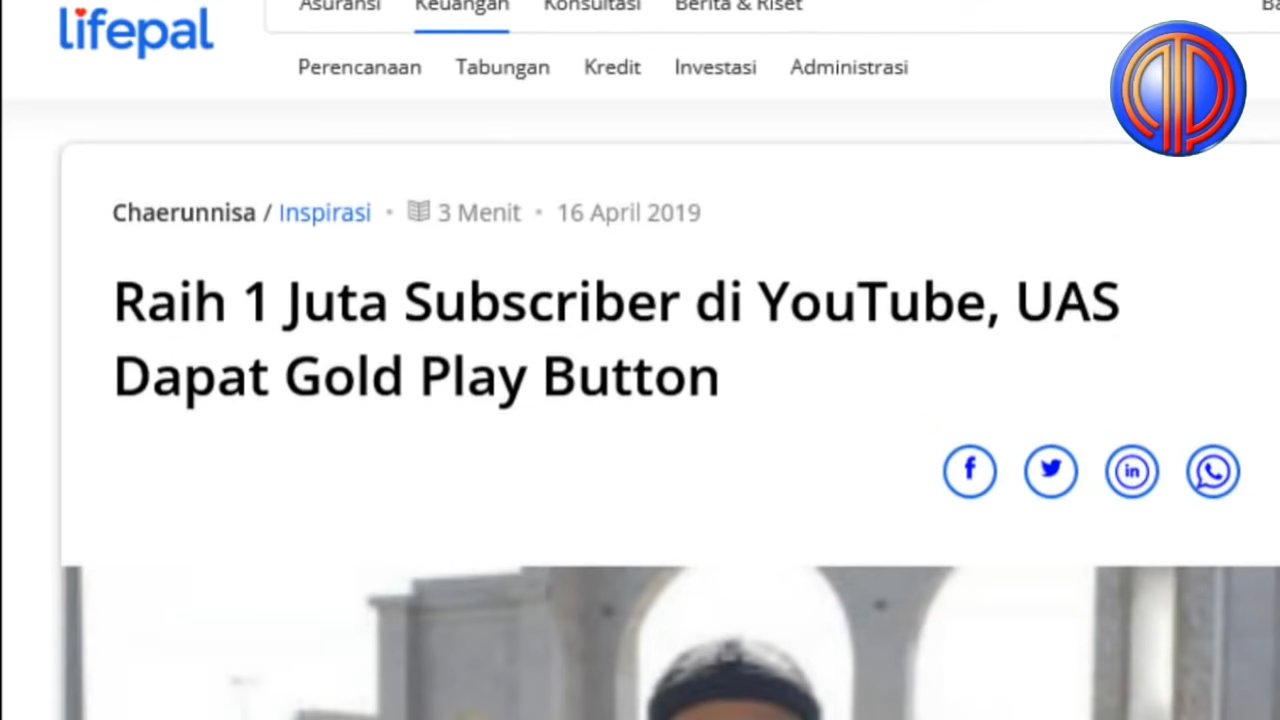 Asuransi Keuangan Konsultasi Berita & Riset
lifepal
Perencanaan Tabungan Kredit Investasi Administrasi
Chaerunnisa / Inspirasi • 3 Menit • 16 April 2019
Raih 1 Juta Subscriber di YouTube, UAS
Dapat Gold Play Button